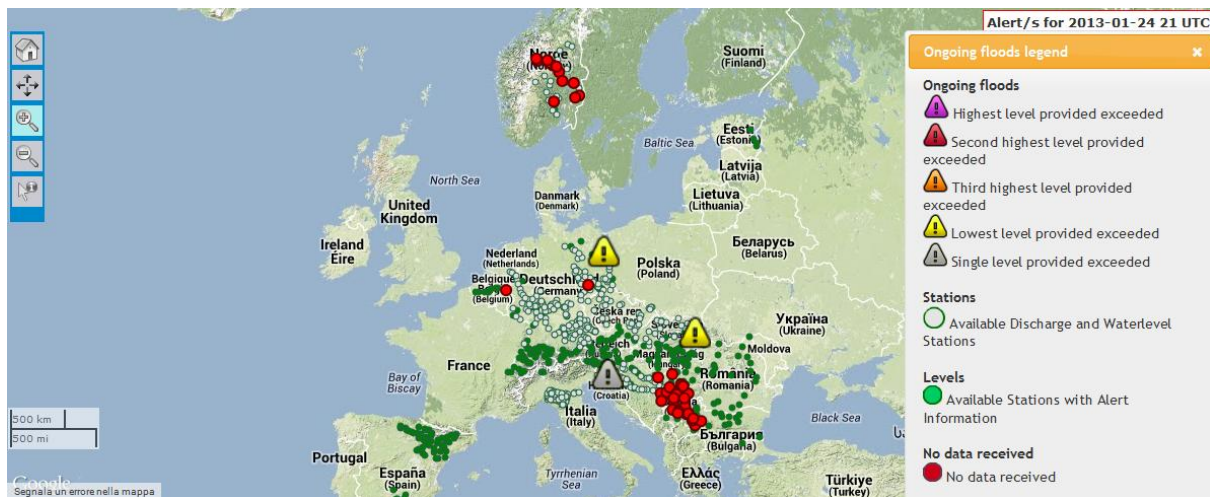 Alert/s for 2013-01-24 21 UTC
Ongoing floods legend
Ongoing floods
Highest level provided exceeded
Second highest level provided
exceeded
Third highest level provided
exceeded
Lowest level provided exceeded
Single level provided exceeded
Stations
Available Discharge and Waterlevel
Stations
Levels
Available Stations with Alert
Information
No data received
No data received
Norge
Suomi
(Finland)
Eesti
(Estonia)
Baltic Sea
Latvija
(Latvia)
North Sea
Danmark
(Denmark)
Lietuva
(Lithuania)
United
Kingdom
Ireland
Éire
Беларусь
(Belarus)
Nederland
(Netherlands)
Polska
(Poland)
Belgique
(Belgium)
Deutschland
(Germany)
Україна
(Ukraine)
Moldova
France
România
(Romania)
Bay of
Biscay
(Croatia)
Italia
(Italy)
Black Sea
България
(Bulgaria)
Portugal
España
(Spain)
Tyrrhenian
Sea
Ελλάς
(Greece)
Türkiye
(Turkey)
500 km
500 mi
Google
Segnala un errore nella mappa